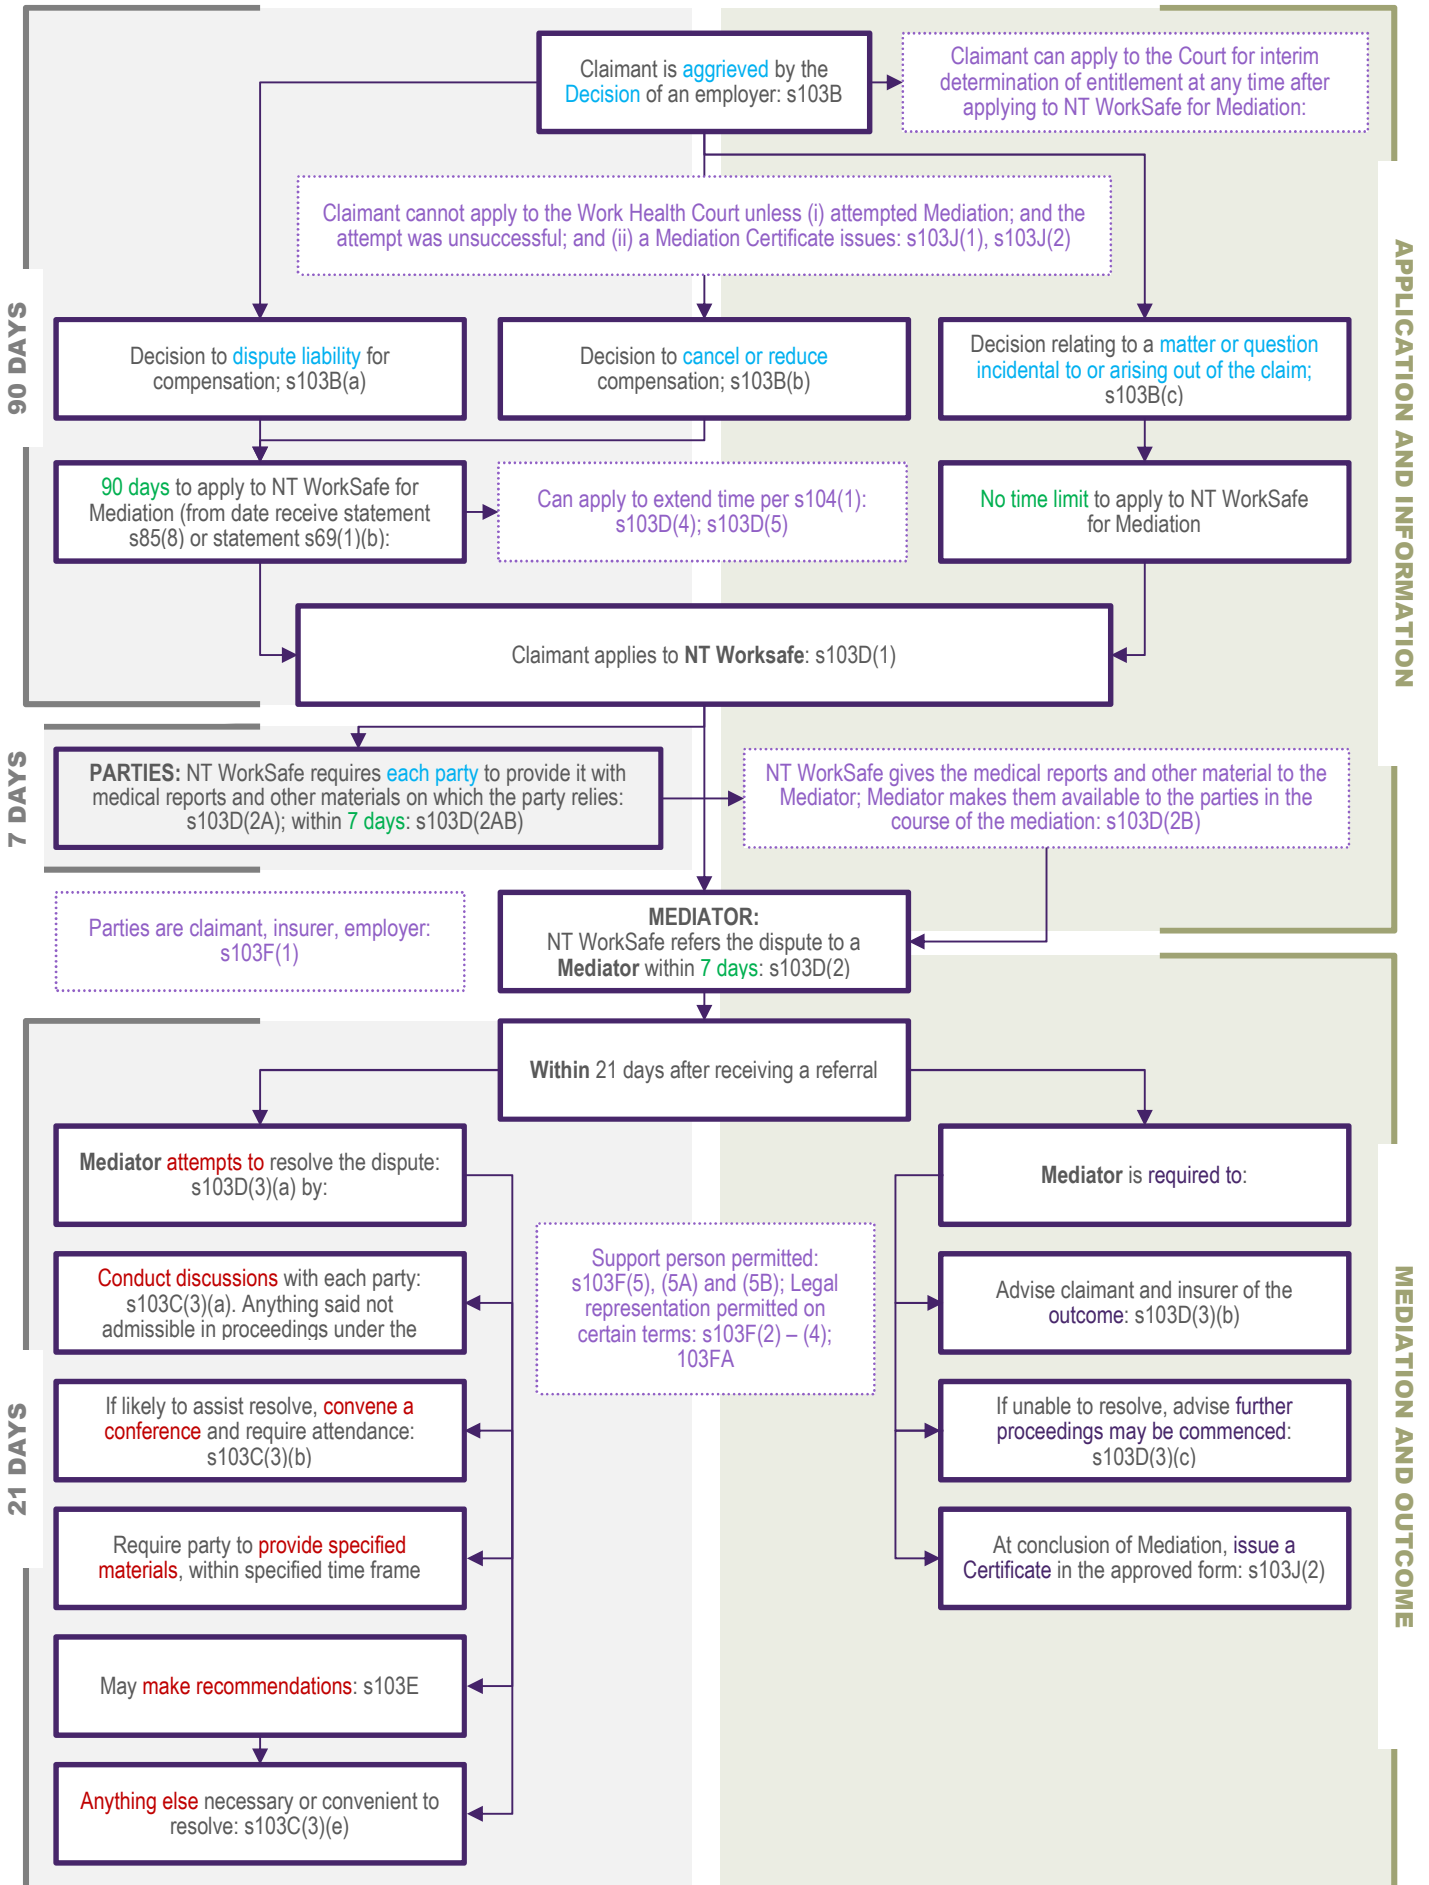 Claimant is aggrieved by the
Decision of an employer: s103B
Claimant can apply to the Court for interim
determination of entitlement at any time after
applying to NT WorkSafe for Mediation:
Claimant cannot apply to the Work Health Court unless (i) attempted Mediation; and the
attempt was unsuccessful; and (ii) a Mediation Certificate issues: s103J(1), s103J(2)
90 DAYS
APPLICATION AND INFORMATION
Decision to dispute liability for
compensation; s103B(a)
Decision to cancel or reduce
compensation; s103B(b)
Decision relating to a matter or question
incidental to or arising out of the claim;
s103B(c)
90 days to apply to NT WorkSafe for
Mediation (from date receive statement
s85(8) or statement s69(1)(b):
Can apply to extend time per s104(1):
s103D(4); s103D(5)
No time limit to apply to NT WorkSafe
for Mediation
Claimant applies to NT Worksafe: s103D(1)
7 DAYS
PARTIES: NT WorkSafe requires each party to provide it with
medical reports and other materials on which the party relies:
s103D(2A); within 7 days: s103D(2AB)
NT WorkSafe gives the medical reports and other material to the
Mediator; Mediator makes them available to the parties in the
course of the mediation: s103D(2B)
Parties are claimant, insurer, employer:
s103F(1)
MEDIATOR:
NT WorkSafe refers the dispute to a
Mediator within 7 days: s103D(2)
Within 21 days after receiving a referral
21 DAYS
MEDIATION AND OUTCOME
Mediator attempts to resolve the dispute:
s103D(3)(a) by:
Conduct discussions with each party:
s103C(3)(a). Anything said not
admissible in proceedings under the
If likely to assist resolve, convene a
conference and require attendance:
s103C(3)(b)
Require party to provide specified
materials, within specified time frame
May make recommendations: s103E
Anything else necessary or convenient to
resolve: s103C(3)(e)
Support person permitted:
s103F(5), (5A) and (5B); Legal
representation permitted on
certain terms: s103F(2) – (4);
103FA
Mediator is required to:
Advise claimant and insurer of the
outcome: s103D(3)(b)
If unable to resolve, advise further
proceedings may be commenced:
s103D(3)(c)
At conclusion of Mediation, issue a
Certificate in the approved form: s103J(2)